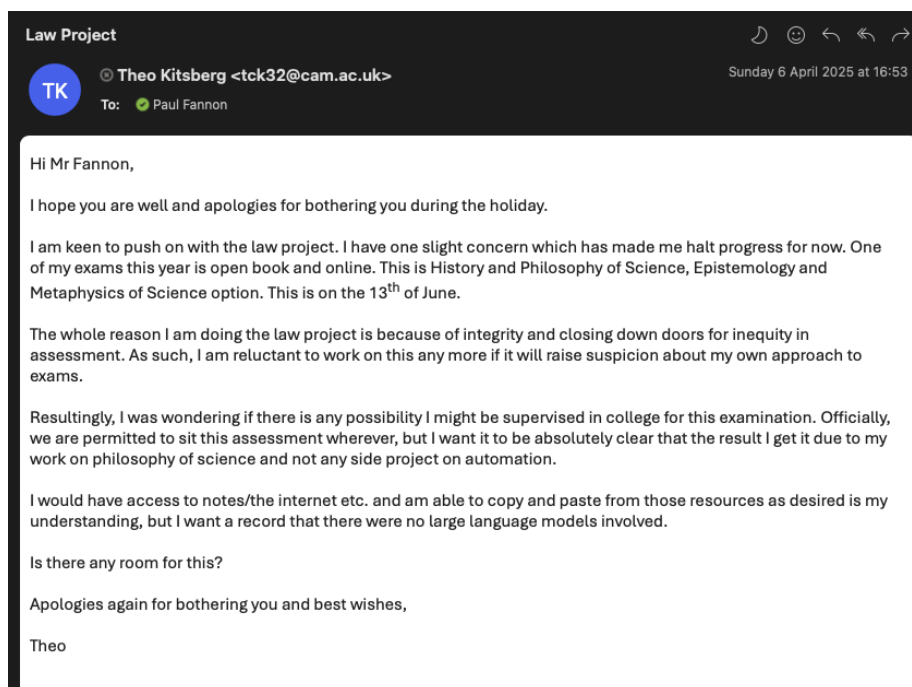 Law Project
TK
Theo Kitsberg <tck32@cam.ac.uk>
Sunday 6 April 2025 at 16:53
To: Paul Fannon
Hi Mr Fannon,
I hope you are well and apologies for bothering you during the holiday.
I am keen to push on with the law project. I have one slight concern which has made me halt progress for now. One
of my exams this year is open book and online. This is History and Philosophy of Science, Epistemology and
Metaphysics of Science option. This is on the 13th of June.
The whole reason I am doing the law project is because of integrity and closing down doors for inequity in
assessment. As such, I am reluctant to work on this any more if it will raise suspicion about my own approach to
exams.
Resultingly, I was wondering if there is any possibility I might be supervised in college for this examination. Officially,
we are permitted to sit this assessment wherever, but I want it to be absolutely clear that the result I get it due to my
work on philosophy of science and not any side project on automation.
I would have access to notes/the internet etc. and am able to copy and paste from those resources as desired is my
understanding, but I want a record that there were no large language models involved.
Is there any room for this?
Apologies again for bothering you and best wishes,
Theo